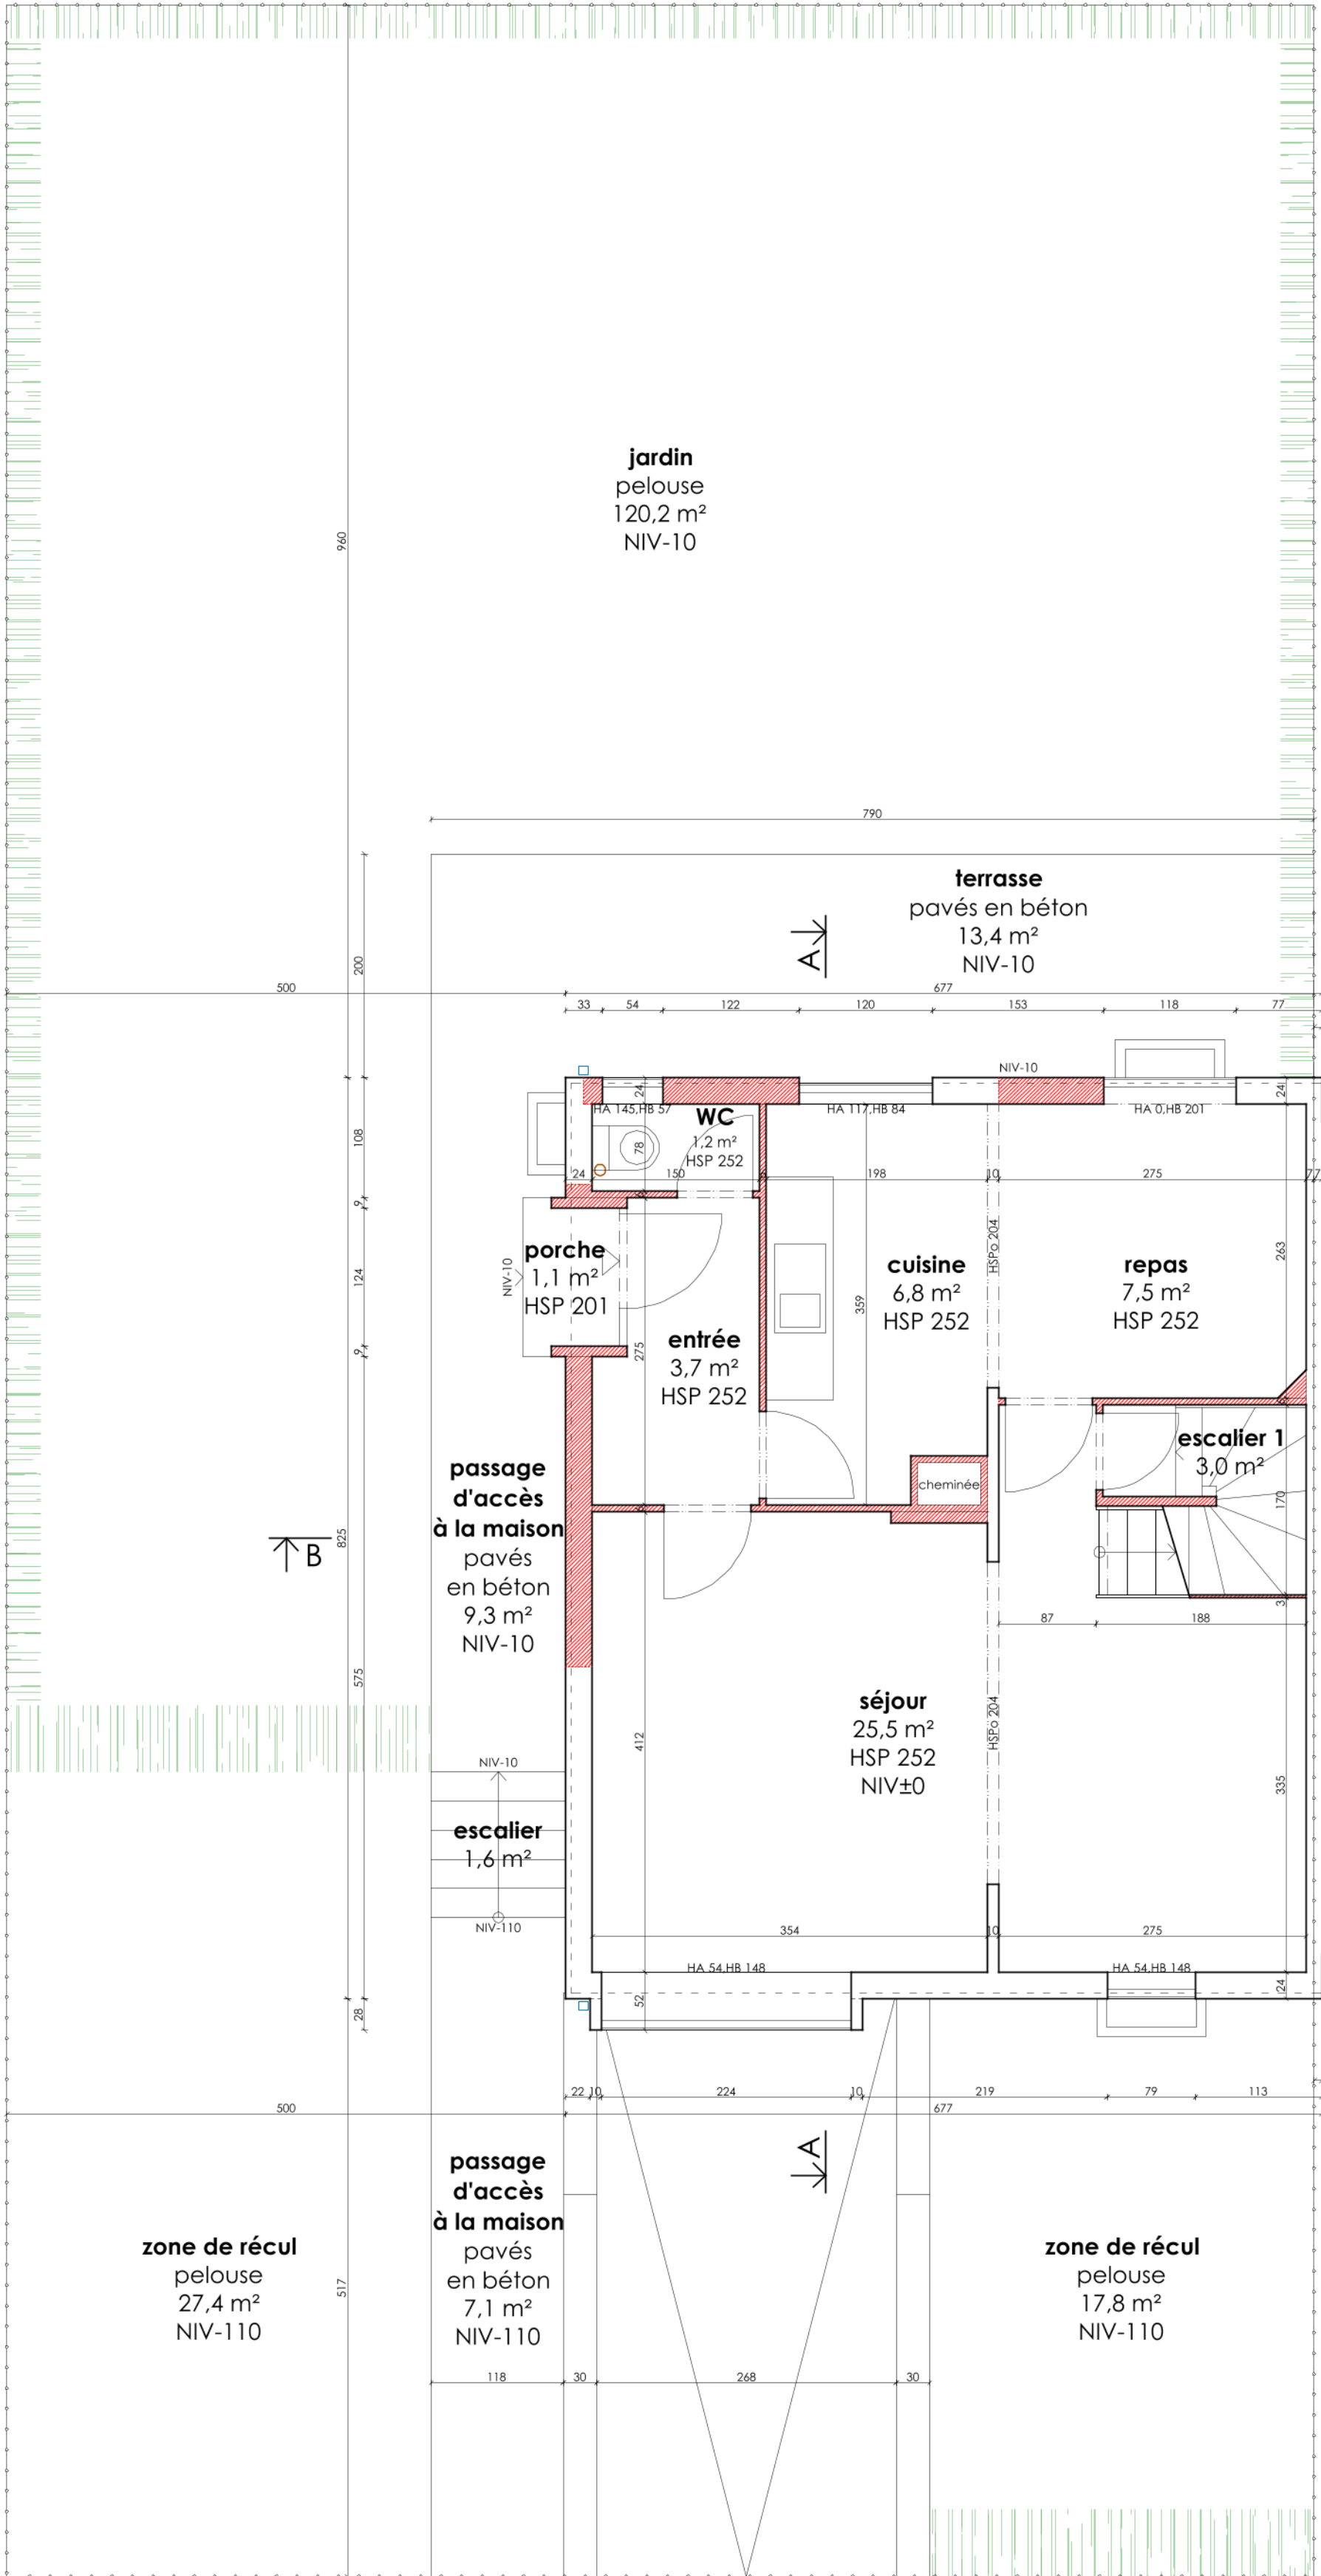 jardin
pelouse
120,2 m²
NIV-10
960
790
terrasse
pavés en béton
13,4 m²
NIV-10
A
200
500
677
33
54
122
120
153
118
77
NIV-10
24
24
HA 145,HB 57
WC
HA 117,HB 84
HA 0,HB 201
108
78
1,2 m²
HSP 252
24
150
198
10
275
77
9
HSPo 204
porche
1,1 m²
HSP 201
NIV-10
124
cuisine
6,8 m²
HSP 252
repas
7,5 m²
HSP 252
263
359
entrée
3,7 m²
HSP 252
275
9
escalier 1
3,0 m²
170
cheminée
passage
d'accès
à la maison
pavés
en béton
9,3 m²
NIV-10
B
825
3
87
188
575
séjour
25,5 m²
HSP 252
NIV±0
HSPo 204
412
335
NIV-10
escalier
1,6 m²
NIV-110
354
10
275
HA 54,HB 148
HA 54,HB 148
24
52
28
22
10
224
10
219
79
113
500
677
A
passage
d'accès
à la maison
pavés
en béton
7,1 m²
NIV-110
zone de récul
pelouse
27,4 m²
NIV-110
517
zone de récul
pelouse
17,8 m²
NIV-110
118
30
268
30